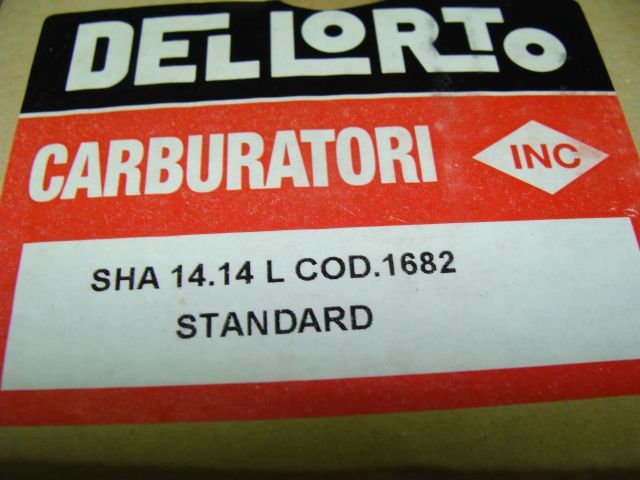 DELLORTO
CARBURATORI
INC
SHA 14.14 L COD.1682
STANDARD